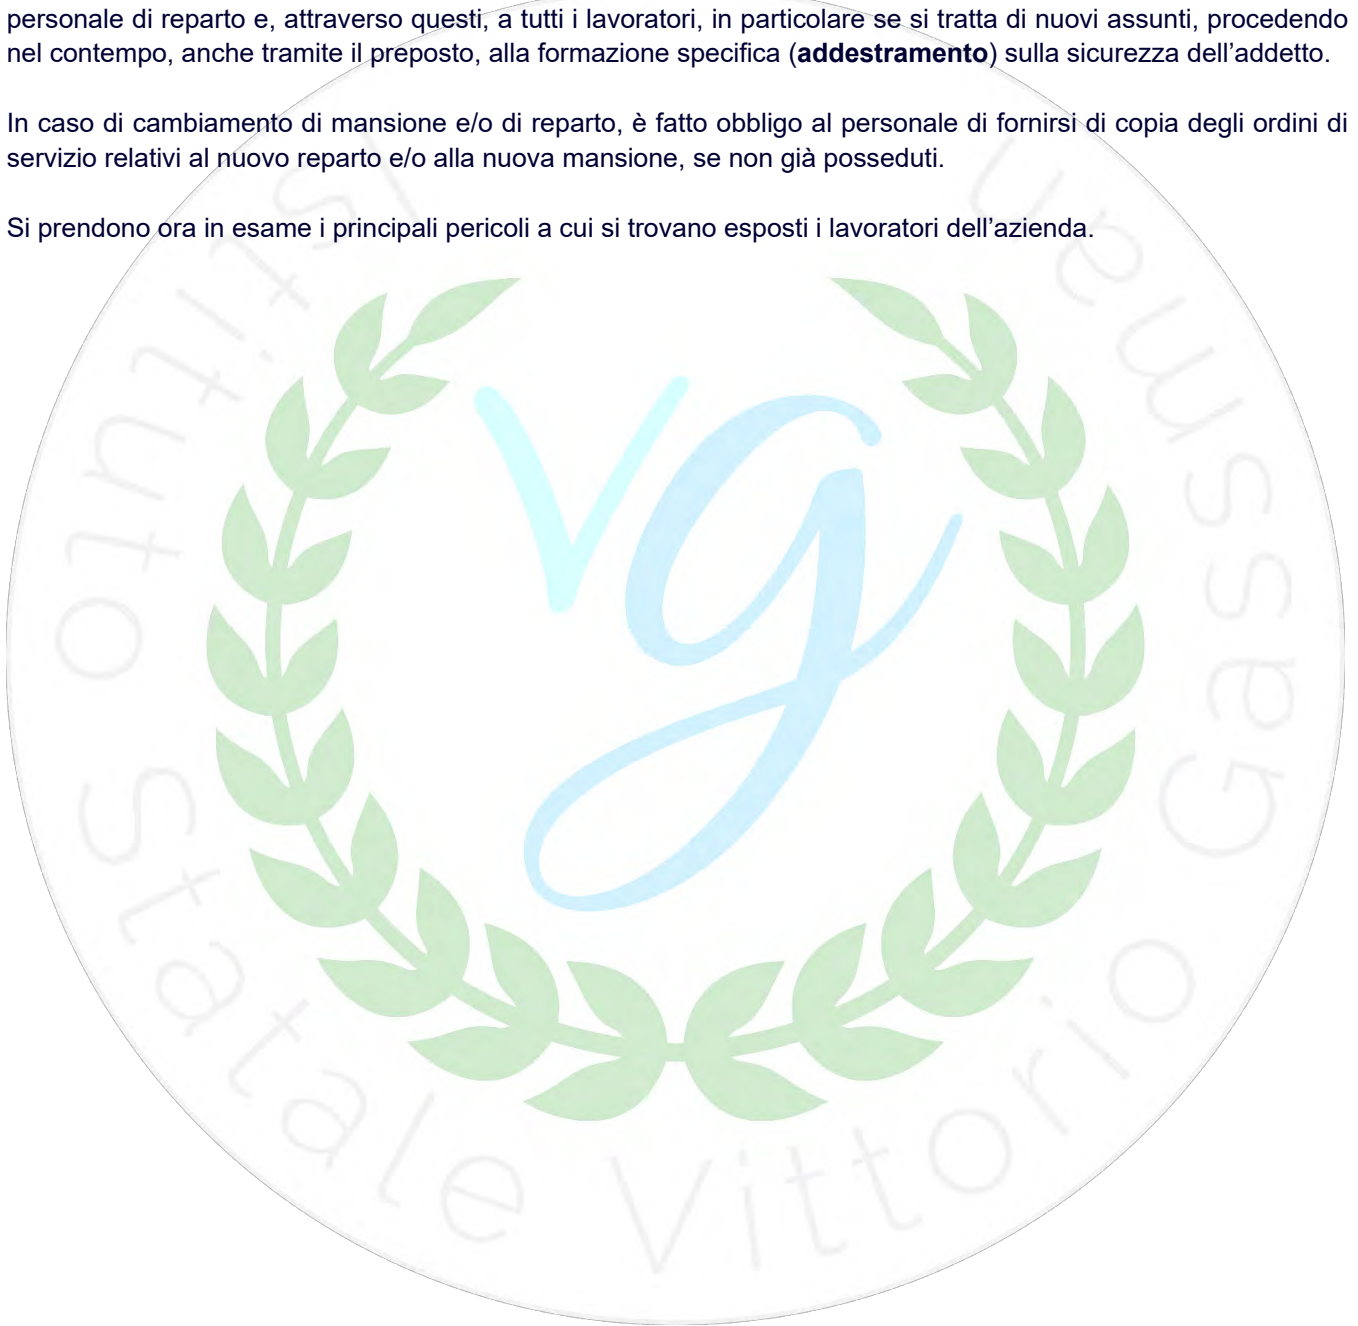 personale di reparto e, attraverso questi, a tutti i lavoratori, in particolare se si tratta di nuovi assunti, procedendo
nel contempo, anche tramite il preposto, alla formazione specifica (addestramento) sulla sicurezza dell’addetto.
In caso di cambiamento di mansione e/o di reparto, è fatto obbligo al personale di fornirsi di copia degli ordini di
servizio relativi al nuovo reparto e/o alla nuova mansione, se non già posseduti.
Si prendono ora in esame i principali pericoli a cui si trovano esposti i lavoratori dell’azienda.
Istituto Statale Vittorio Gassman
vg